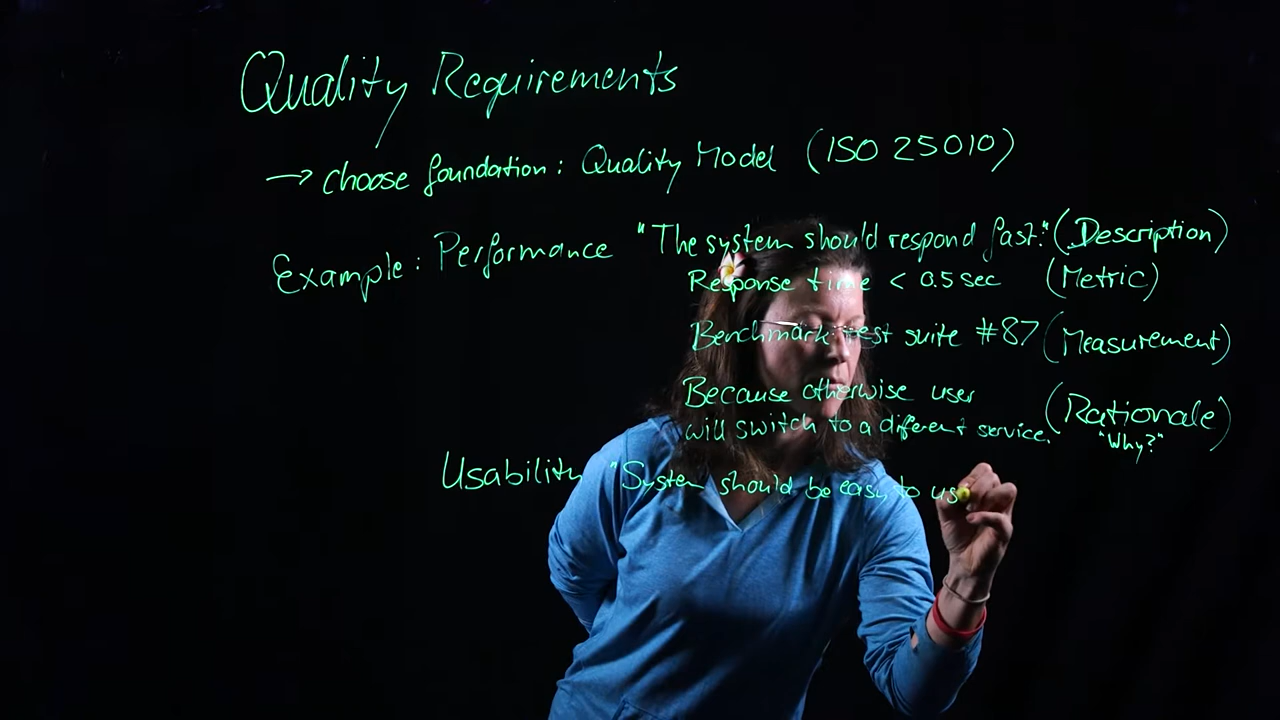 Quality Requirements
→ choose foundation: Quality Model (ISO 25010)
Example: Performance "The system should respond fast." (Description)
Response time < 0.5 sec (Metric)
Benchmark test suite #87 (Measurement)
Because otherwise user
will switch to a different service. (Rationale)
"Why?"
Usability "System should be easy to us